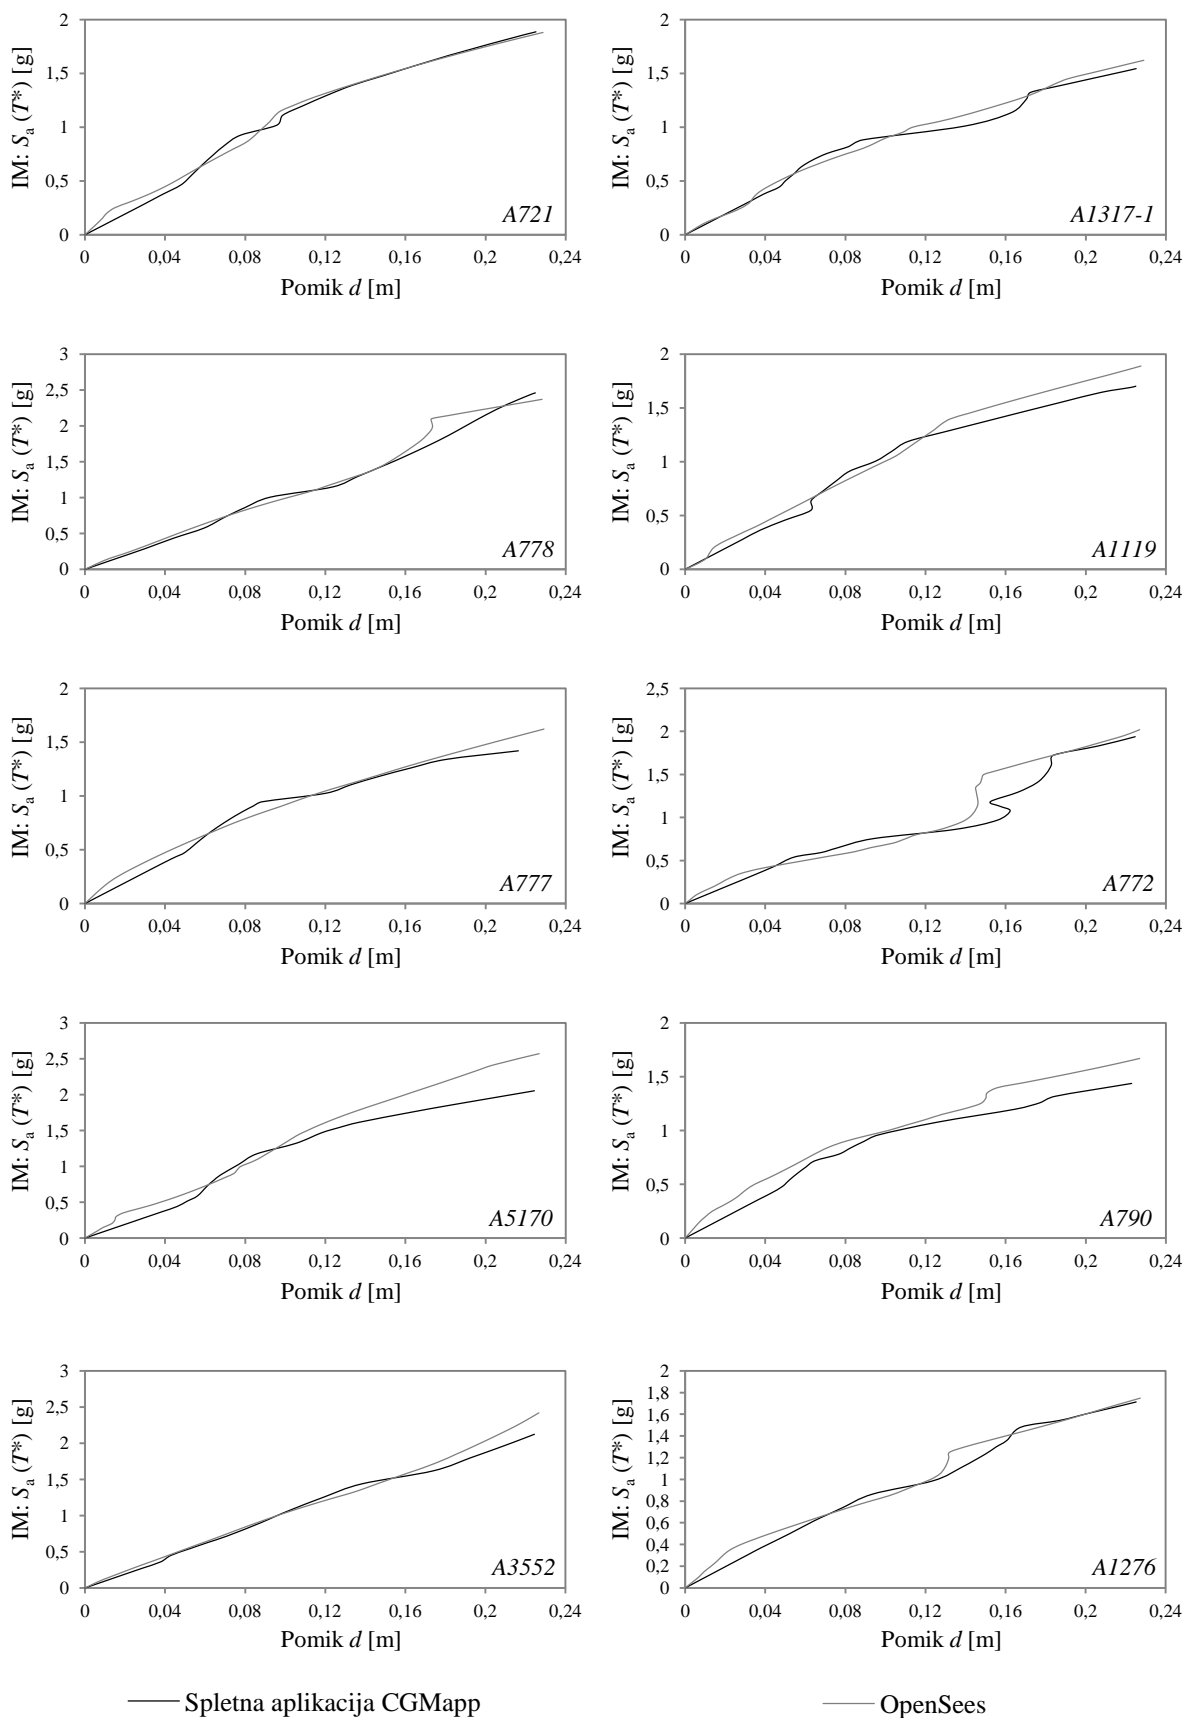 2
1,5
1
0,5
0
IM: Sa (T*) [g]
A721
0 0,04 0,08 0,12 0,16 0,2 0,24
Pomik d [m]
2
1,5
1
0,5
0
IM: Sa (T*) [g]
A1317-1
0 0,04 0,08 0,12 0,16 0,2 0,24
Pomik d [m]
3
2,5
2
1,5
1
0,5
0
IM: Sa (T*) [g]
A778
0 0,04 0,08 0,12 0,16 0,2 0,24
Pomik d [m]
2
1,5
1
0,5
0
IM: Sa (T*) [g]
A1119
0 0,04 0,08 0,12 0,16 0,2 0,24
Pomik d [m]
2
1,5
1
0,5
0
IM: Sa (T*) [g]
A777
0 0,04 0,08 0,12 0,16 0,2 0,24
Pomik d [m]
2,5
2
1,5
1
0,5
0
IM: Sa (T*) [g]
A772
0 0,04 0,08 0,12 0,16 0,2 0,24
Pomik d [m]
3
2,5
2
1,5
1
0,5
0
IM: Sa (T*) [g]
A5170
0 0,04 0,08 0,12 0,16 0,2 0,24
Pomik d [m]
2
1,5
1
0,5
0
IM: Sa (T*) [g]
A790
0 0,04 0,08 0,12 0,16 0,2 0,24
Pomik d [m]
3
2,5
2
1,5
1
0,5
0
IM: Sa (T*) [g]
A3552
0 0,04 0,08 0,12 0,16 0,2 0,24
Pomik d [m]
2
1,8
1,6
1,4
1,2
1
0,8
0,6
0,4
0,2
0
IM: Sa (T*) [g]
A1276
0 0,04 0,08 0,12 0,16 0,2 0,24
Pomik d [m]
Spletna aplikacija CGMapp
OpenSees